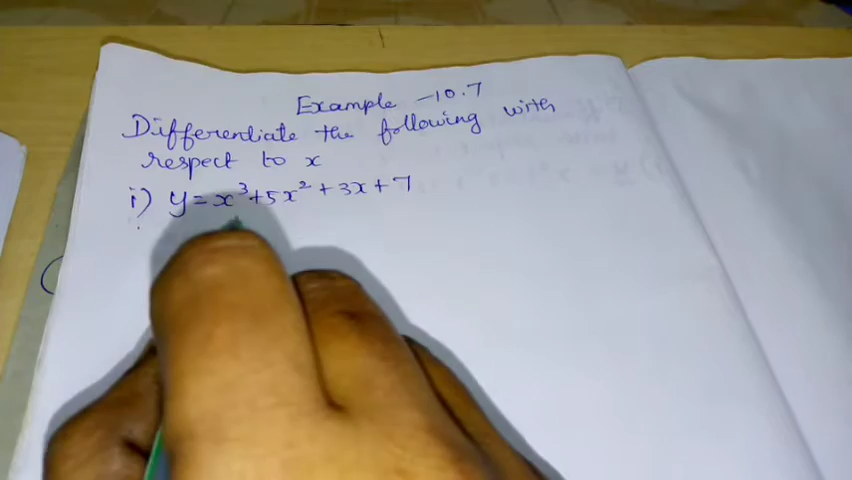 Example - 10.7
Differentiate the following with
respect to x
i) y = x³ + 5x² + 3x + 7